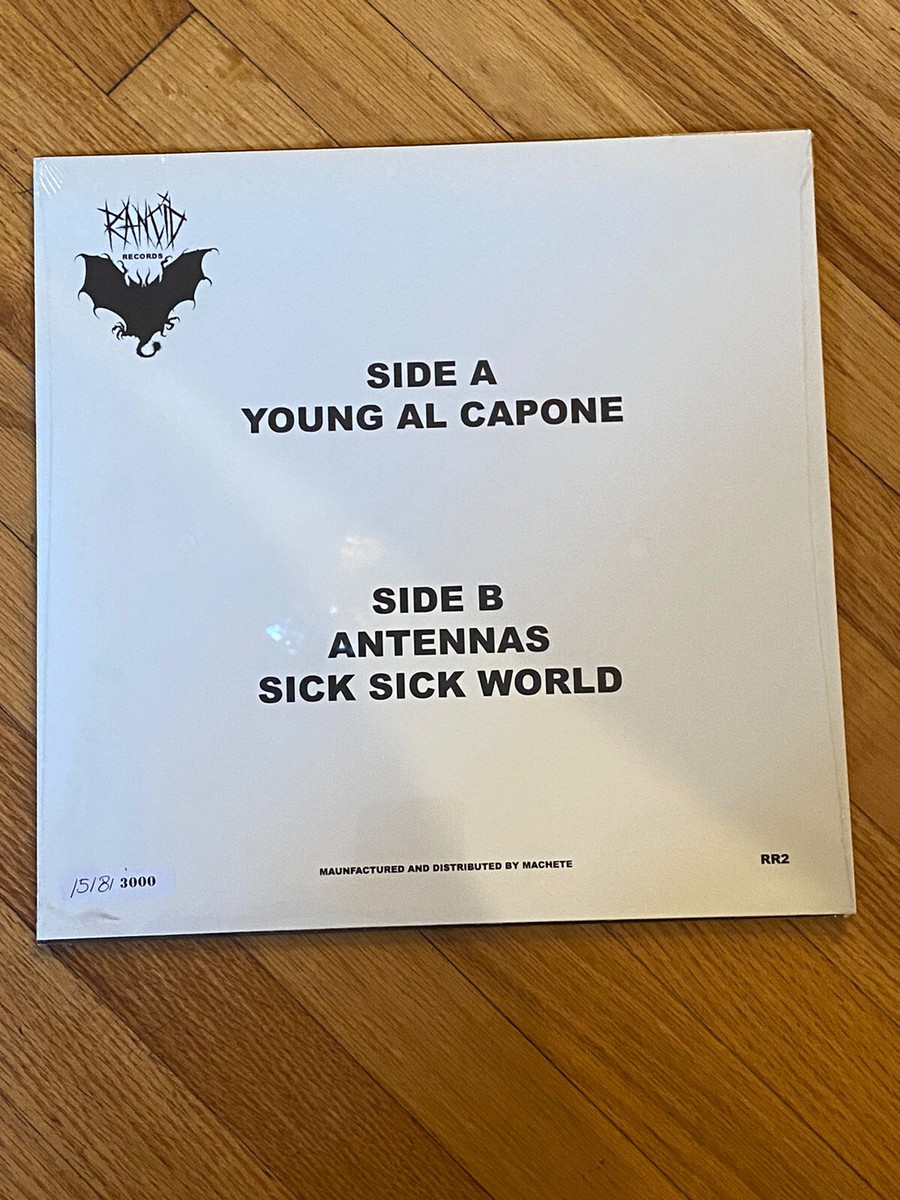 RANCID
RECORDS
SIDE A
YOUNG AL CAPONE
SIDE B
ANTENNAS
SICK SICK WORLD
MAUNFACTURED AND DISTRIBUTED BY MACHETE
RR2
1518/ 3000